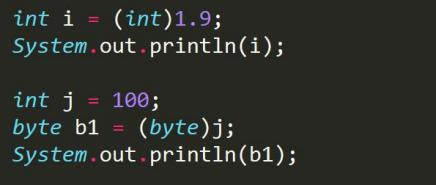 int i = (int)1.9;
System.out.println(i);
int j = 100;
byte b1 = (byte)j;
System.out.println(b1);